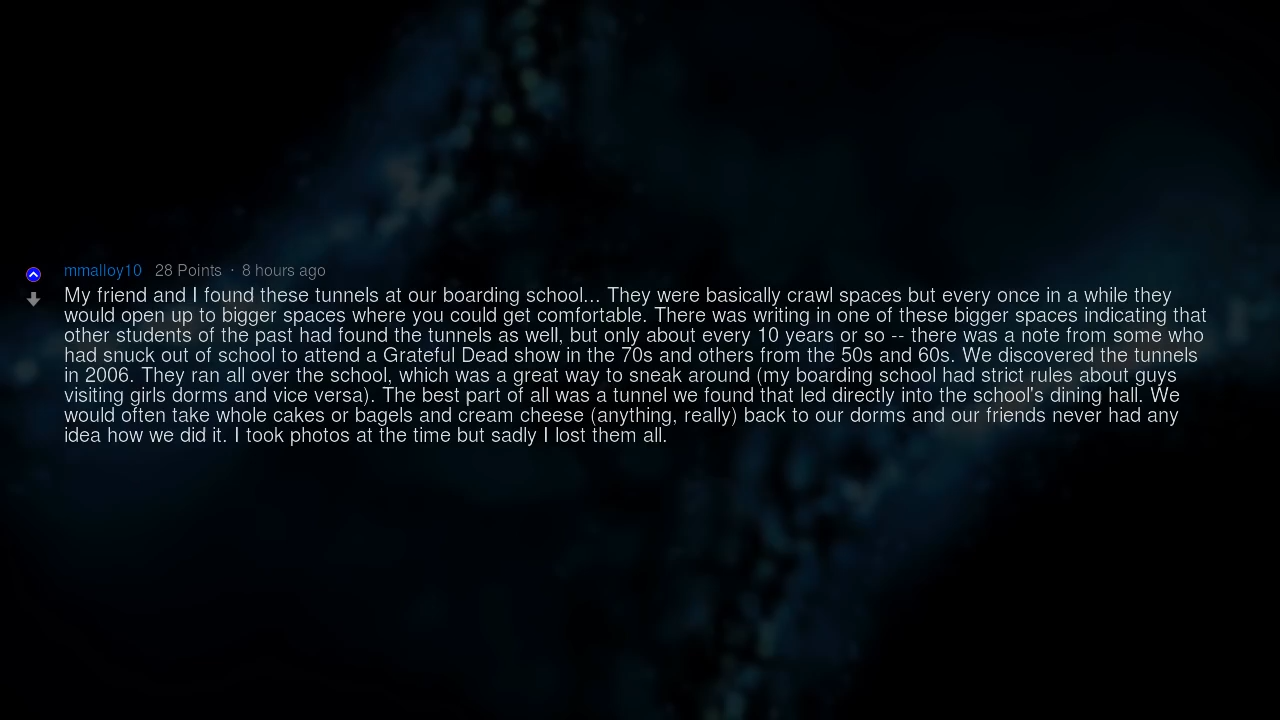 mmalloy10 28 Points · 8 hours ago
My friend and I found these tunnels at our boarding school... They were basically crawl spaces but every once in a while they
would open up to bigger spaces where you could get comfortable. There was writing in one of these bigger spaces indicating that
other students of the past had found the tunnels as well, but only about every 10 years or so -- there was a note from some who
had snuck out of school to attend a Grateful Dead show in the 70s and others from the 50s and 60s. We discovered the tunnels
in 2006. They ran all over the school, which was a great way to sneak around (my boarding school had strict rules about guys
visiting girls dorms and vice versa). The best part of all was a tunnel we found that led directly into the school's dining hall. We
would often take whole cakes or bagels and cream cheese (anything, really) back to our dorms and our friends never had any
idea how we did it. I took photos at the time but sadly I lost them all.